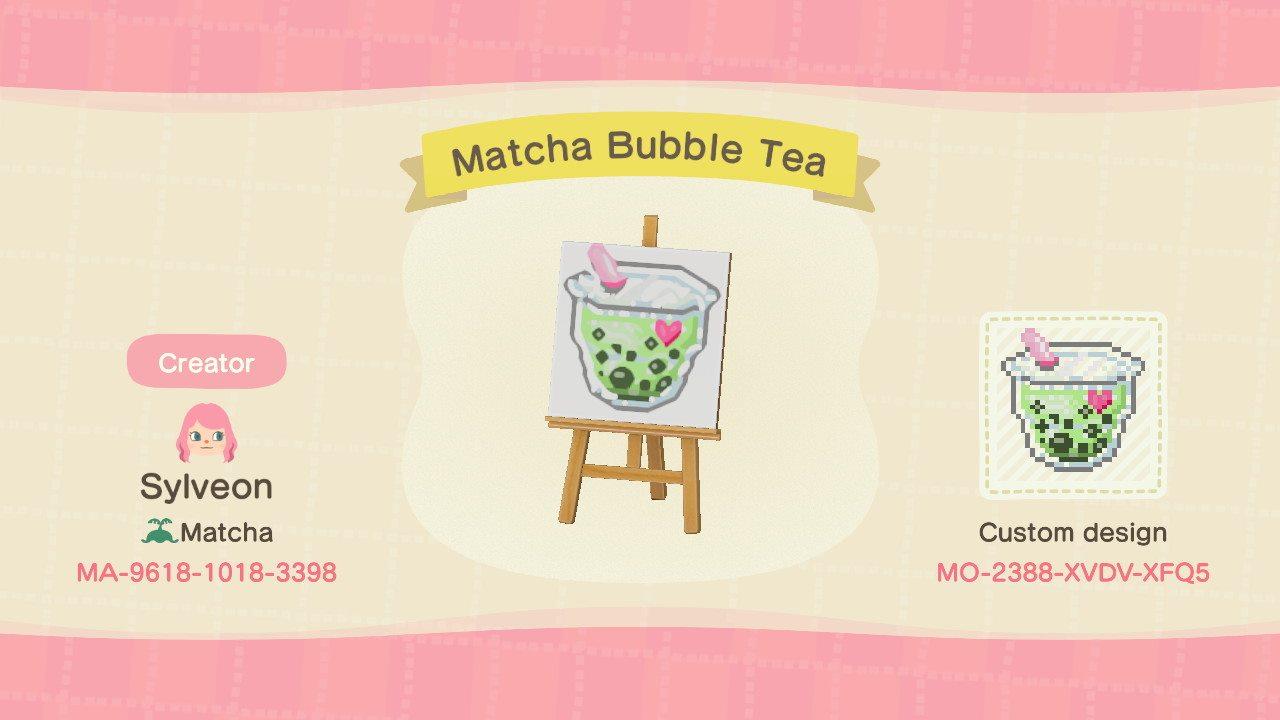 Matcha Bubble Tea
Creator
Sylveon
Matcha
MA-9618-1018-3398
Custom design
MO-2388-XVDV-XFQ5